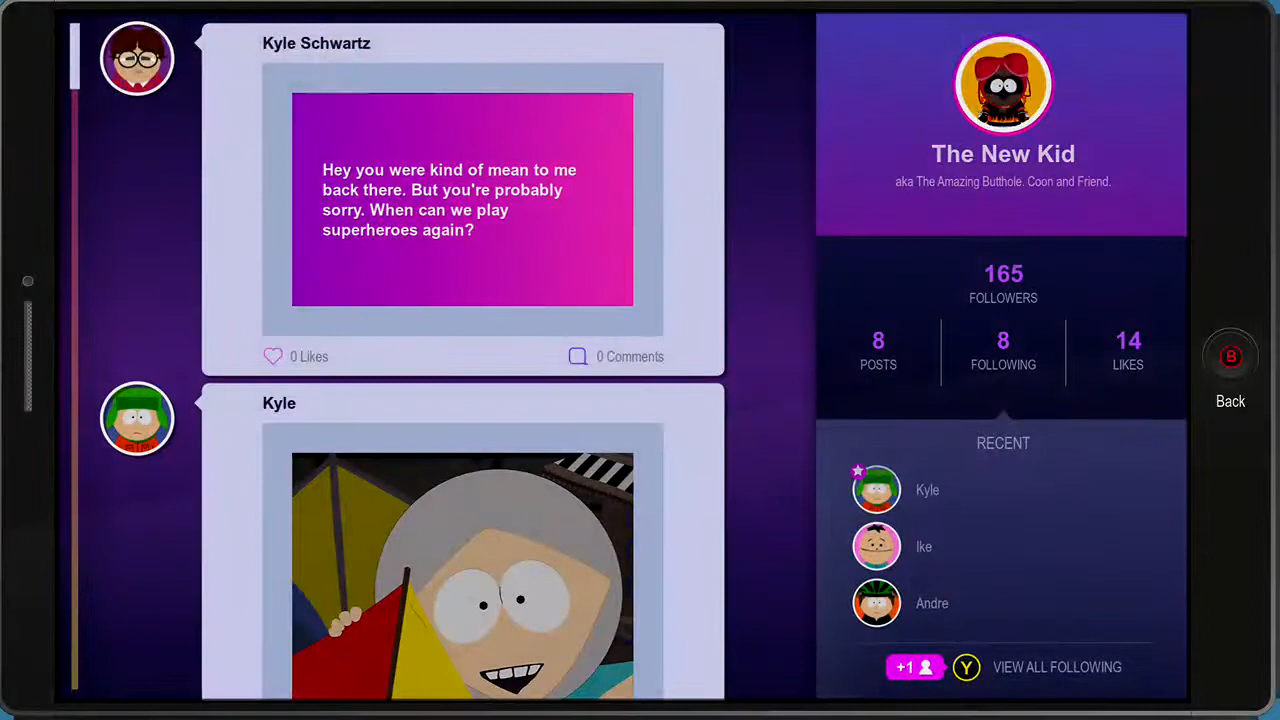 Kyle Schwartz
Hey you were kind of mean to me
back there. But you're probably
sorry. When can we play
superheroes again?
0 Likes
0 Comments
Kyle
The New Kid
aka The Amazing Butthole. Coon and Friend.
165
FOLLOWERS
8
POSTS
8
FOLLOWING
14
LIKES
RECENT
Kyle
Ike
Andre
+1
Y
VIEW ALL FOLLOWING
B
Back